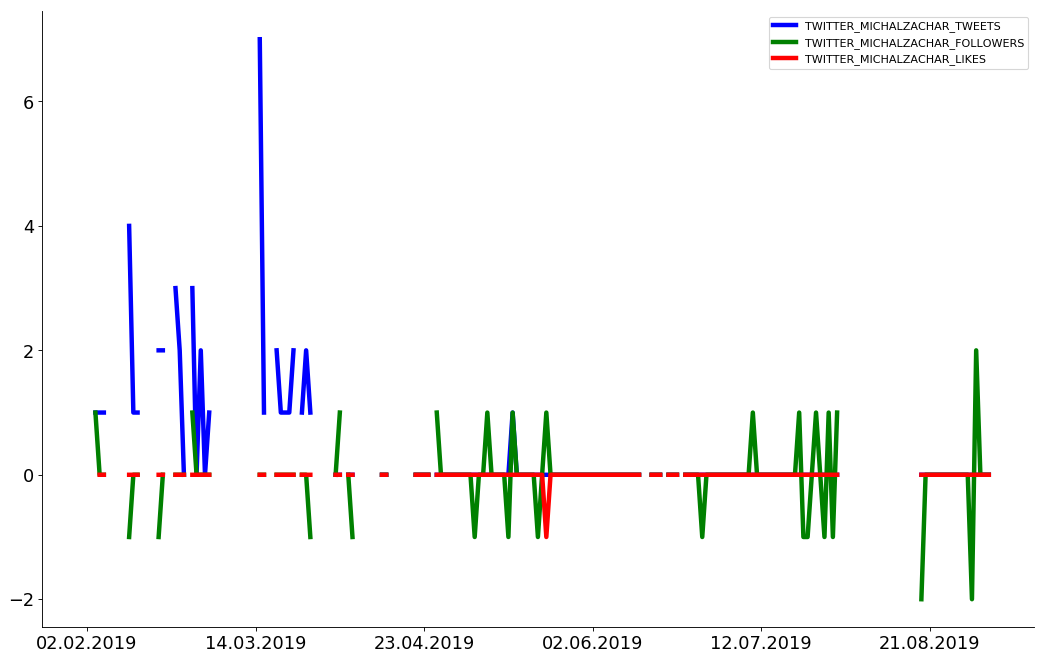 TWITTER_MICHALZACHAR_TWEETS
TWITTER_MICHALZACHAR_FOLLOWERS
TWITTER_MICHALZACHAR_LIKES
6
4
2
0
−2
02.02.2019 14.03.2019 23.04.2019 02.06.2019 12.07.2019 21.08.2019